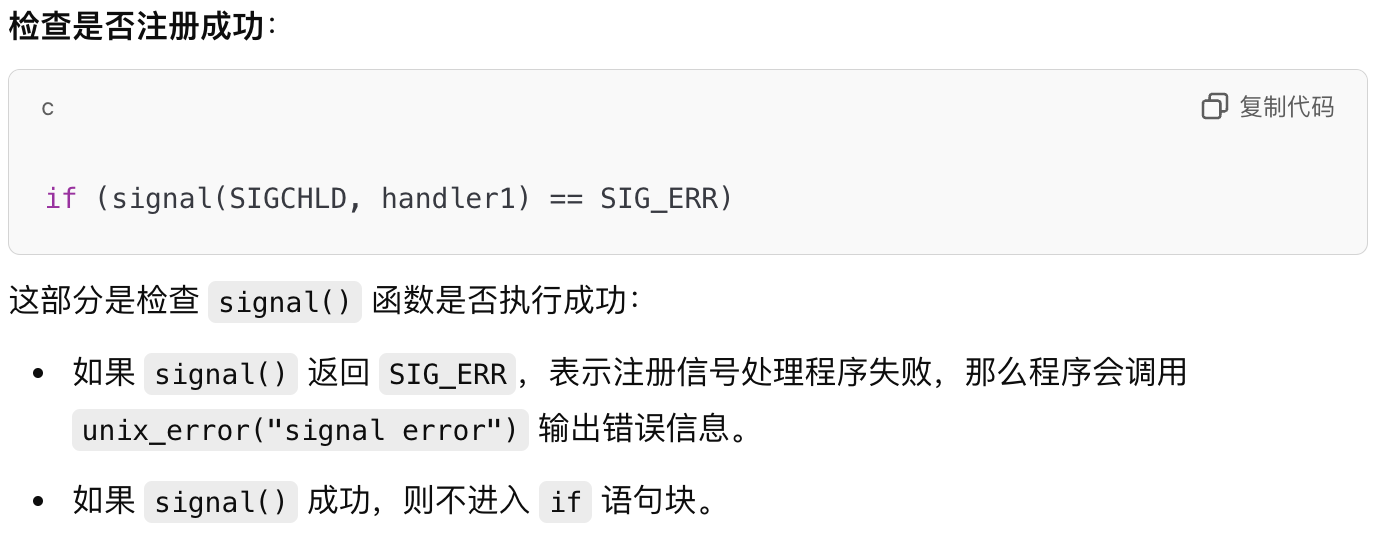 检查是否注册成功：
c
复制代码
if (signal(SIGCHLD, handler1) == SIG_ERR)
这部分是检查 signal() 函数是否执行成功：
• 如果 signal() 返回 SIG_ERR，表示注册信号处理程序失败，那么程序会调用
unix_error("signal error") 输出错误信息。
• 如果 signal() 成功，则不进入 if 语句块。